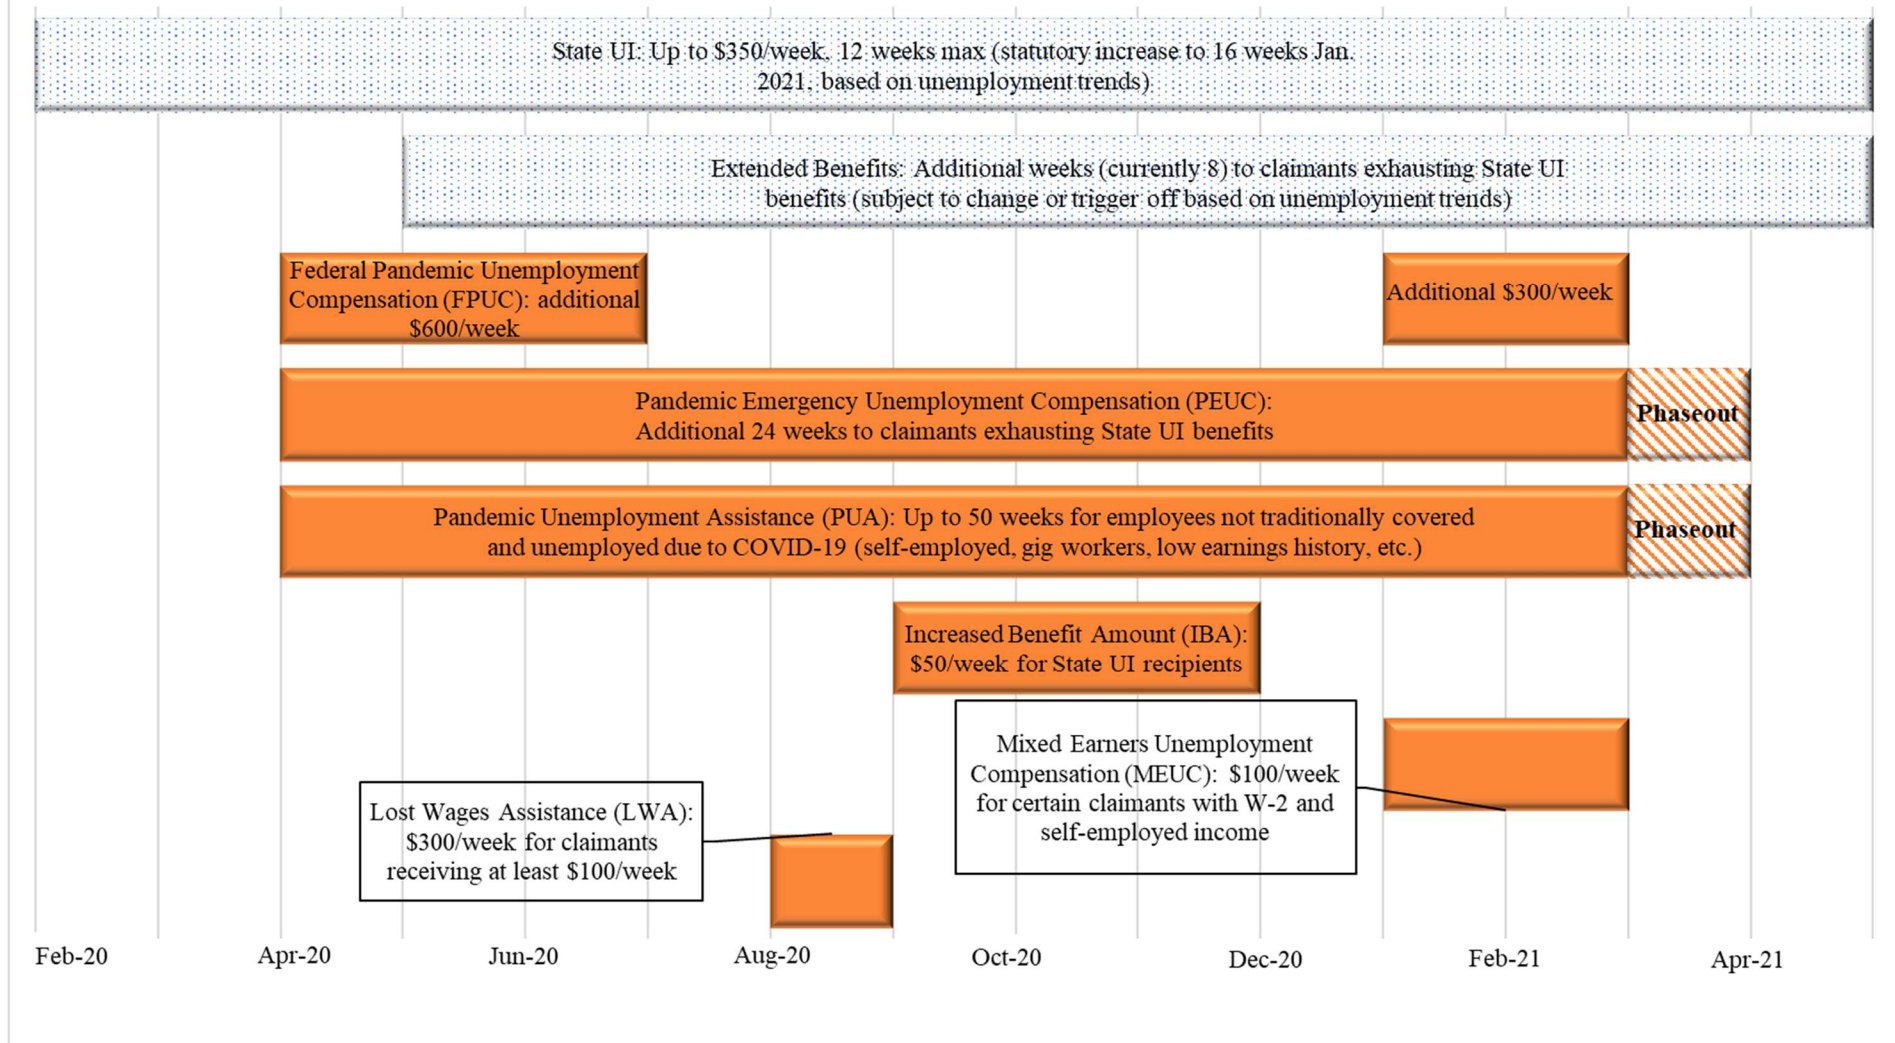 State UI: Up to $350/week, 12 weeks max (statutory increase to 16 weeks Jan.
2021, based on unemployment trends)
Extended Benefits: Additional weeks (currently 8) to claimants exhausting State UI
benefits (subject to change or trigger off based on unemployment trends)
Federal Pandemic Unemployment
Compensation (FPUC): additional
$600/week
Additional $300/week
Pandemic Emergency Unemployment Compensation (PEUC):
Additional 24 weeks to claimants exhausting State UI benefits
Phaseout
Pandemic Unemployment Assistance (PUA): Up to 50 weeks for employees not traditionally covered
and unemployed due to COVID-19 (self-employed, gig workers, low earnings history, etc.)
Phaseout
Increased Benefit Amount (IBA):
$50/week for State UI recipients
Mixed Earners Unemployment
Compensation (MEUC): $100/week
for certain claimants with W-2 and
self-employed income
Lost Wages Assistance (LWA):
$300/week for claimants
receiving at least $100/week
Feb-20 Apr-20 Jun-20 Aug-20 Oct-20 Dec-20 Feb-21 Apr-21